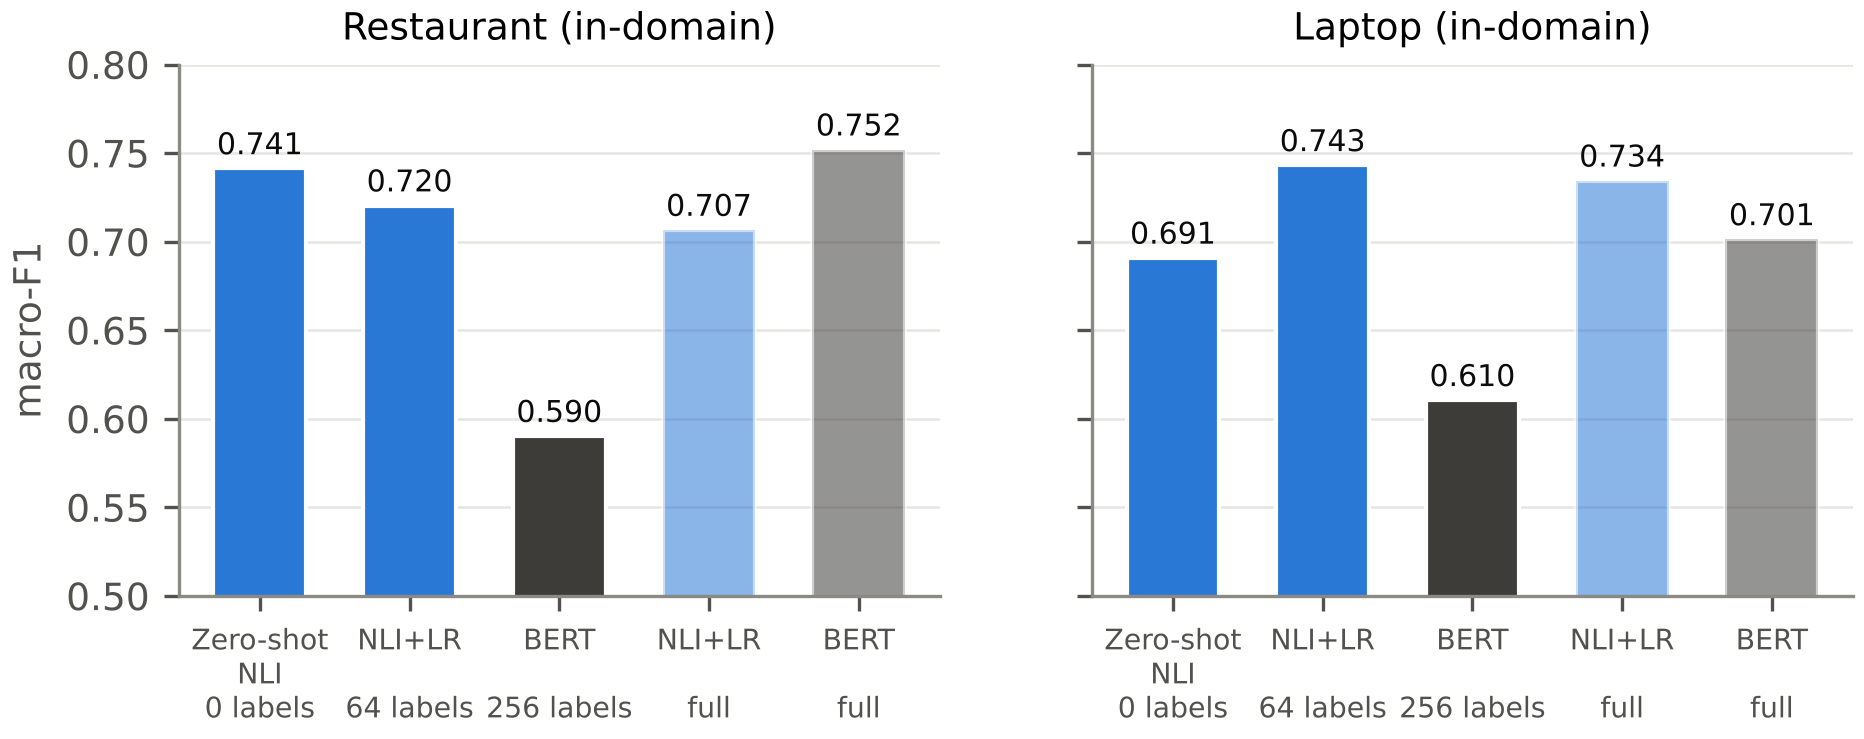 Restaurant (in-domain)
macro-F1
0.80
0.75
0.70
0.65
0.60
0.55
0.50
0.741
0.720
0.590
0.707
0.752
Zero-shot NLI+LR BERT NLI+LR BERT
NLI
0 labels 64 labels 256 labels full full
Laptop (in-domain)
0.691
0.743
0.610
0.734
0.701
Zero-shot NLI+LR BERT NLI+LR BERT
NLI
0 labels 64 labels 256 labels full full